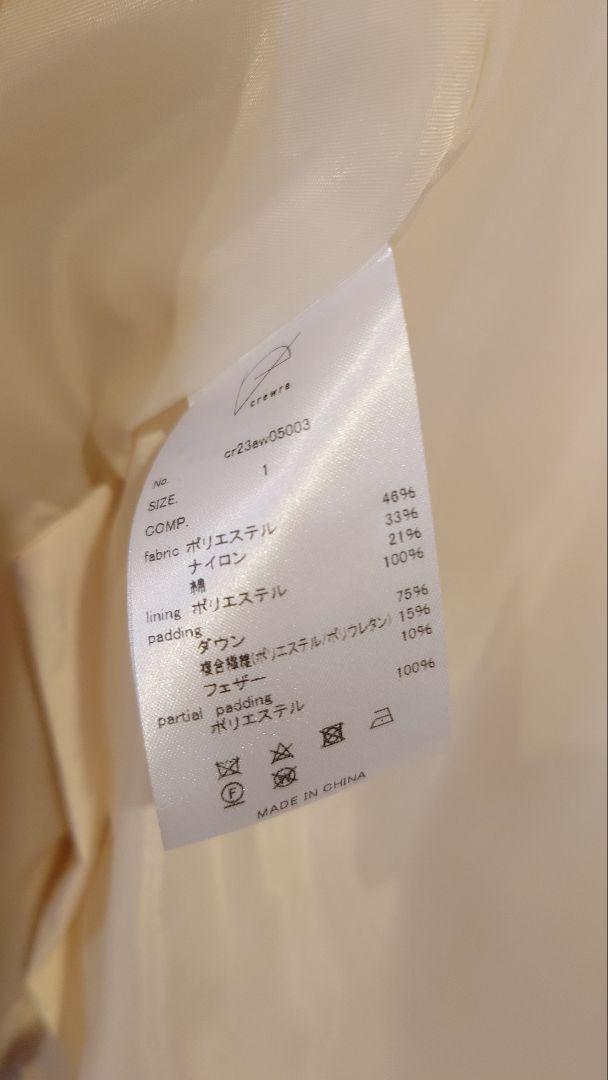 crewre
No. cr23aw05003
SIZE. 1
COMP.
fabric ポリエステル 46%
ナイロン 33%
綿 21%
lining ポリエステル 100%
padding
ダウン 75%
複合繊維(ポリエステル/ポリウレタン) 15%
フェザー 10%
partial padding
ポリエステル 100%
F W
MADE IN CHINA